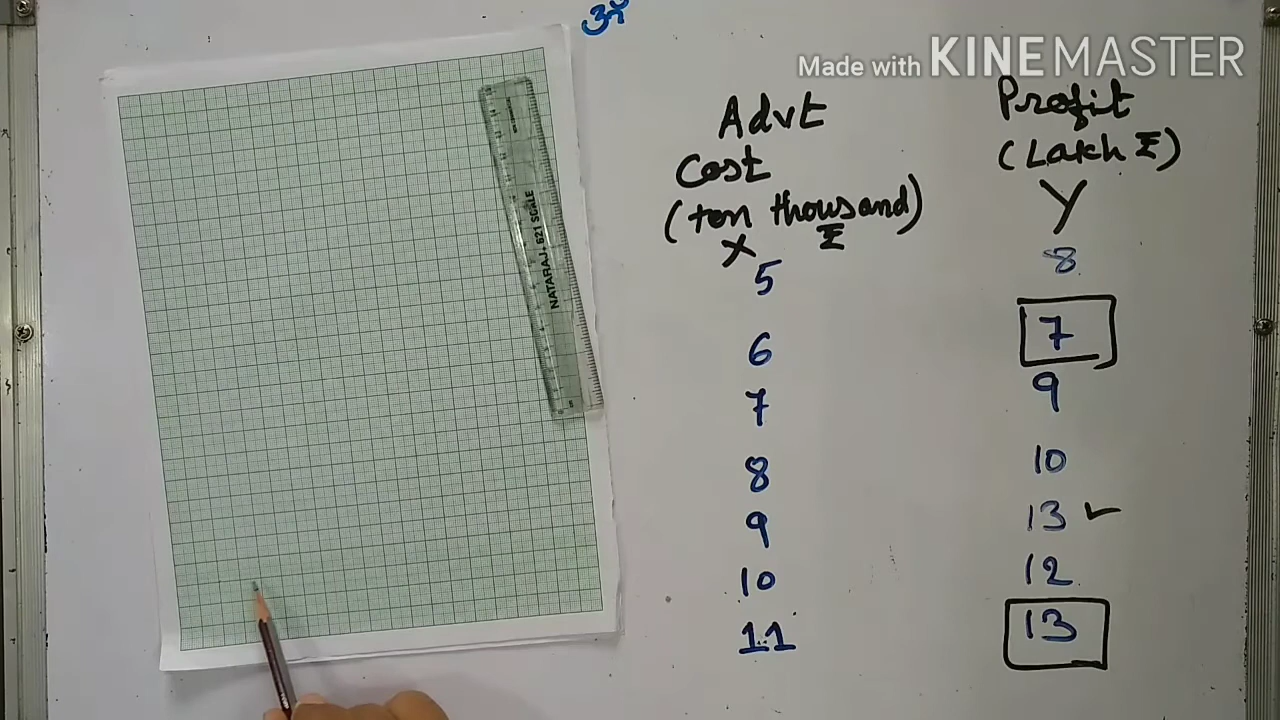 Made with KINEMASTER
Advt
Cost
(ten thousand)
₹
X
Profit
(Lakh ₹)
Y
5 8
6 7
7 9
8 10
9 13 ✓
10 12
11 13
NATARAJ. 621 SCALE